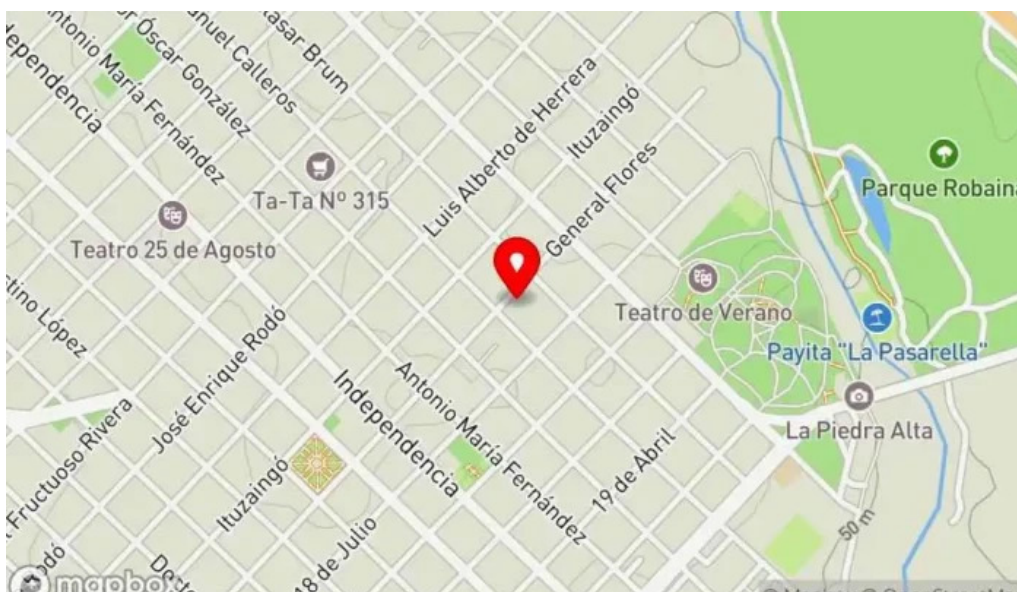 Independencia
Antonio María Fernández
Óscar González
Manuel Calleros
Baltasar Brum
Ta-Ta Nº 315
Teatro 25 de Agosto
Luis Alberto de Herrera
Ituzaingó
General Flores
Parque Robaina
Teatro de Verano
Payita "La Pasarella"
La Piedra Alta
José Enrique Rodó
Fructuoso Rivera
Ituzaingó
Independencia
Antonio María Fernández
19 de Abril
18 de Julio
50 m
mapbox